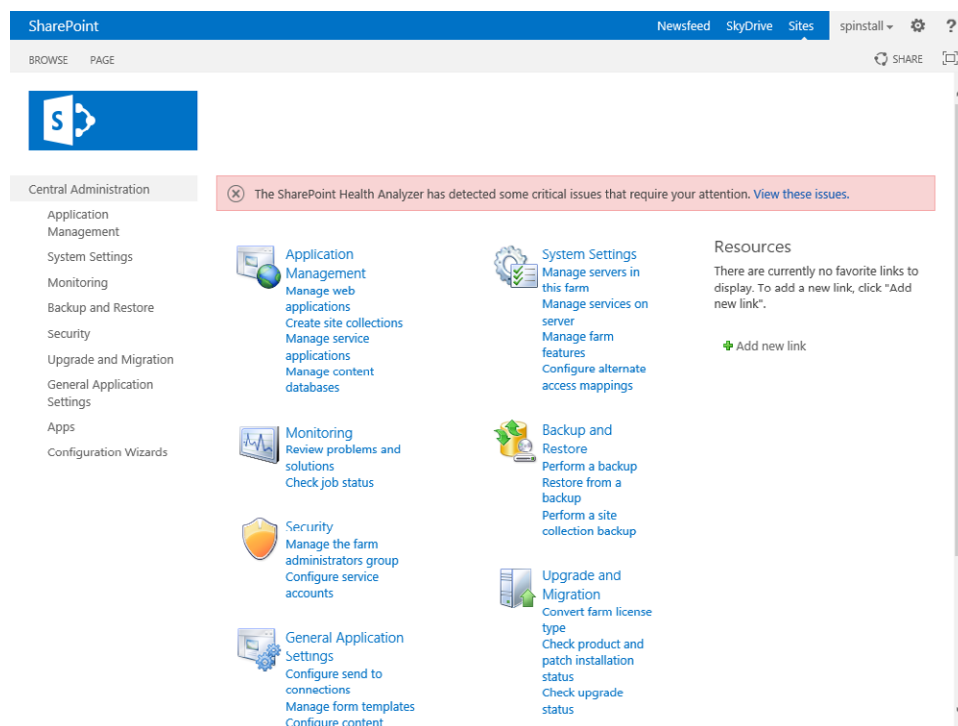 SharePoint
Newsfeed SkyDrive Sites spinstall ?
BROWSE PAGE
SHARE
S
Central Administration
Application
Management
System Settings
Monitoring
Backup and Restore
Security
Upgrade and Migration
General Application
Settings
Apps
Configuration Wizards
The SharePoint Health Analyzer has detected some critical issues that require your attention. View these issues.
Application
Management
Manage web
applications
Create site collections
Manage service
applications
Manage content
databases
Monitoring
Review problems and
solutions
Check job status
Security
Manage the farm
administrators group
Configure service
accounts
General Application
Settings
Configure send to
connections
Manage form templates
Configure content
System Settings
Manage servers in
this farm
Manage services on
server
Manage farm
features
Configure alternate
access mappings
Backup and
Restore
Perform a backup
Restore from a
backup
Perform a site
collection backup
Upgrade and
Migration
Convert farm license
type
Check product and
patch installation
status
Check upgrade
status
Resources
There are currently no favorite links to
display. To add a new link, click "Add
new link".
Add new link